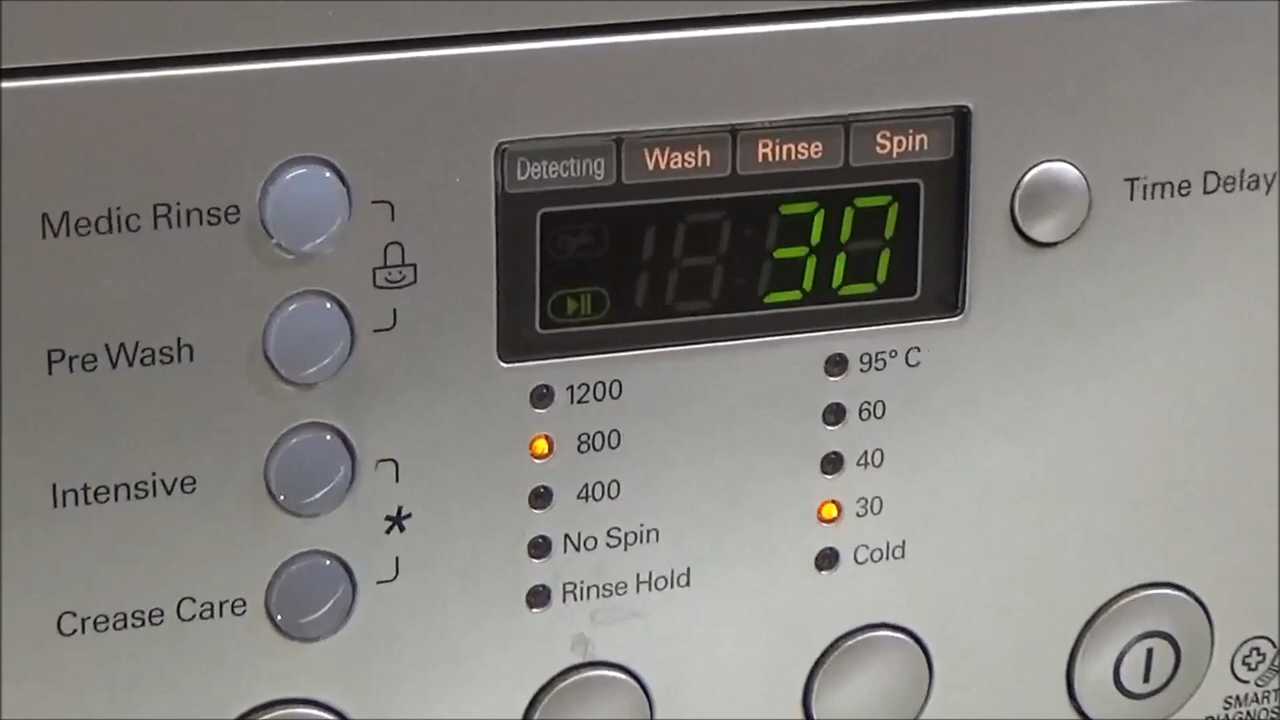 Detecting Wash Rinse Spin
30
Time Delay
Medic Rinse
Pre Wash
Intensive
*
Crease Care
1200
800
400
No Spin
Rinse Hold
95° C
60
40
30
Cold
SMART